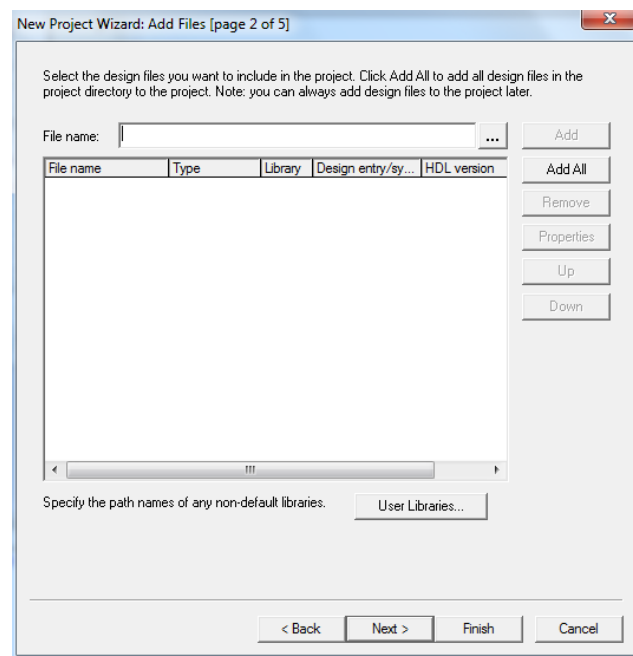 New Project Wizard: Add Files [page 2 of 5]
Select the design files you want to include in the project. Click Add All to add all design files in the
project directory to the project. Note: you can always add design files to the project later.
File name: ... Add
File name Type Library Design entry/sy... HDL version Add All
Remove
Properties
Up
Down
Specify the path names of any non-default libraries. User Libraries...
< Back Next > Finish Cancel